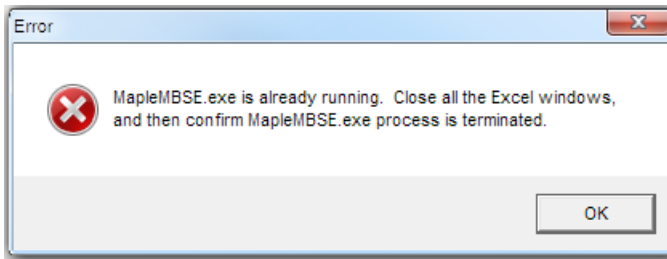 Error
MapleMBSE.exe is already running.  Close all the Excel windows,
and then confirm MapleMBSE.exe process is terminated.
OK